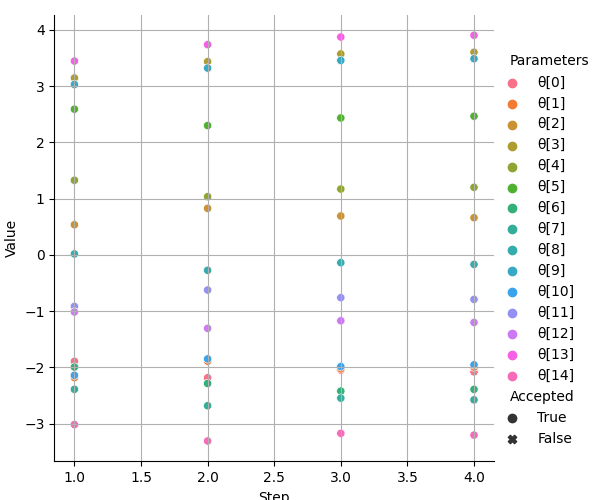 4
3
2
1
0
−1
−2
−3
Value
1.0
1.5
2.0
2.5
3.0
3.5
4.0
Step
Parameters
θ[0]
θ[1]
θ[2]
θ[3]
θ[4]
θ[5]
θ[6]
θ[7]
θ[8]
θ[9]
θ[10]
θ[11]
θ[12]
θ[13]
θ[14]
Accepted
True
False